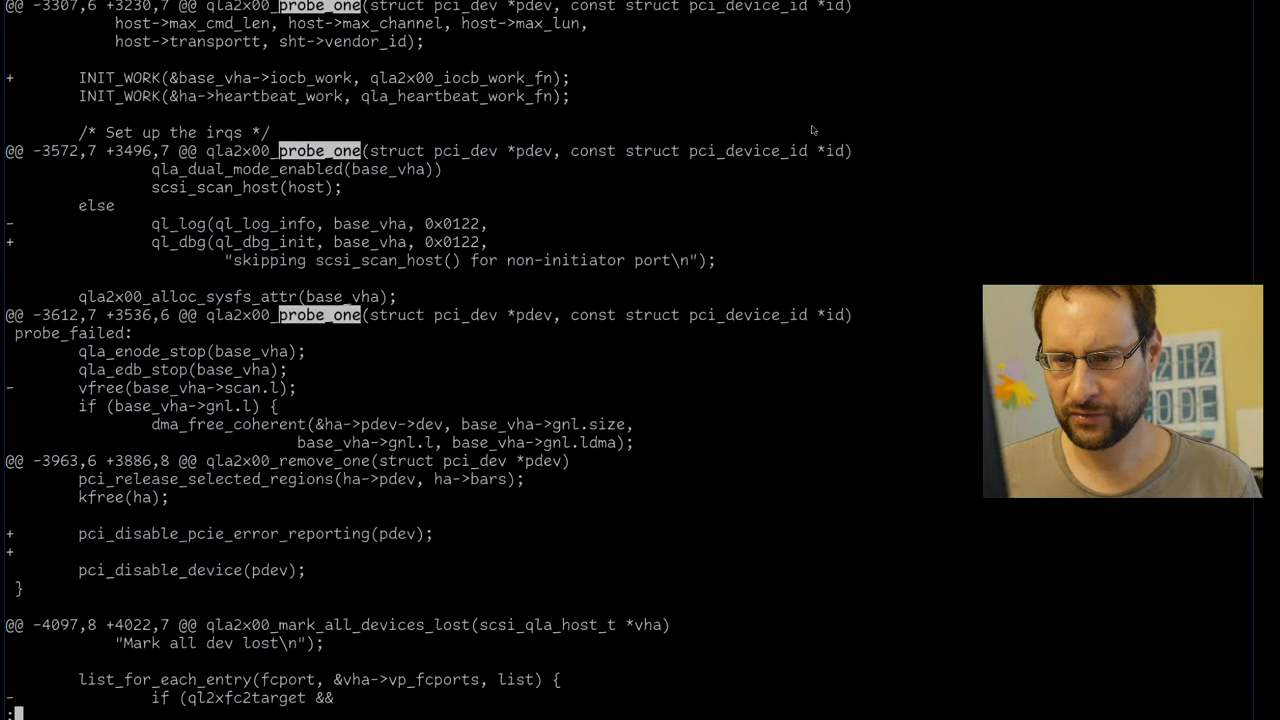 @@ -3307,6 +3230,7 @@ qla2x00_probe_one(struct pci_dev *pdev, const struct pci_device_id *id)
            host->max_cmd_len, host->max_channel, host->max_lun,
            host->transportt, sht->vendor_id);
+       INIT_WORK(&base_vha->iocb_work, qla2x00_iocb_work_fn);
        INIT_WORK(&ha->heartbeat_work, qla_heartbeat_work_fn);
        /* Set up the irqs */
@@ -3572,7 +3496,7 @@ qla2x00_probe_one(struct pci_dev *pdev, const struct pci_device_id *id)
                qla_dual_mode_enabled(base_vha))
                scsi_scan_host(host);
        else
-               ql_log(ql_log_info, base_vha, 0x0122,
+               ql_dbg(ql_dbg_init, base_vha, 0x0122,
                        "skipping scsi_scan_host() for non-initiator port\n");
        qla2x00_alloc_sysfs_attr(base_vha);
@@ -3612,7 +3536,6 @@ qla2x00_probe_one(struct pci_dev *pdev, const struct pci_device_id *id)
 probe_failed:
        qla_enode_stop(base_vha);
        qla_edb_stop(base_vha);
-       vfree(base_vha->scan.l);
        if (base_vha->gnl.l) {
                dma_free_coherent(&ha->pdev->dev, base_vha->gnl.size,
                                base_vha->gnl.l, base_vha->gnl.ldma);
@@ -3963,6 +3886,8 @@ qla2x00_remove_one(struct pci_dev *pdev)
        pci_release_selected_regions(ha->pdev, ha->bars);
        kfree(ha);
+       pci_disable_pcie_error_reporting(pdev);
+
        pci_disable_device(pdev);
 }
@@ -4097,8 +4022,7 @@ qla2x00_mark_all_devices_lost(scsi_qla_host_t *vha)
            "Mark all dev lost\n");
        list_for_each_entry(fcport, &vha->vp_fcports, list) {
-               if (ql2xfc2target &&
: